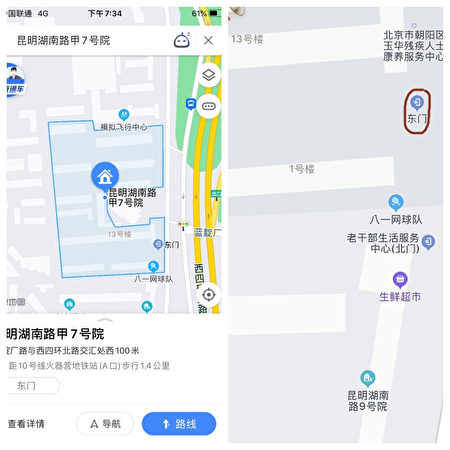 中国联通 4G
下午7:34
61%
昆明湖南路甲7号院
模拟飞行中心
昆明湖南路
甲7号院
13号楼
东门
蓝靛厂
八一网球队
西四环
昆明湖南路甲7号院
蓝靛厂路与西四环北路交汇处西100米
距10号线火器营地铁站(A口)步行1.4公里
东门
查看详情
导航
路线
13号楼
北京市朝阳区
玉华残疾人士
康养服务中心
东门
1号楼
八一网球队
老干部生活服务
中心(北门)
生鲜超市
昆明湖南
路9号院